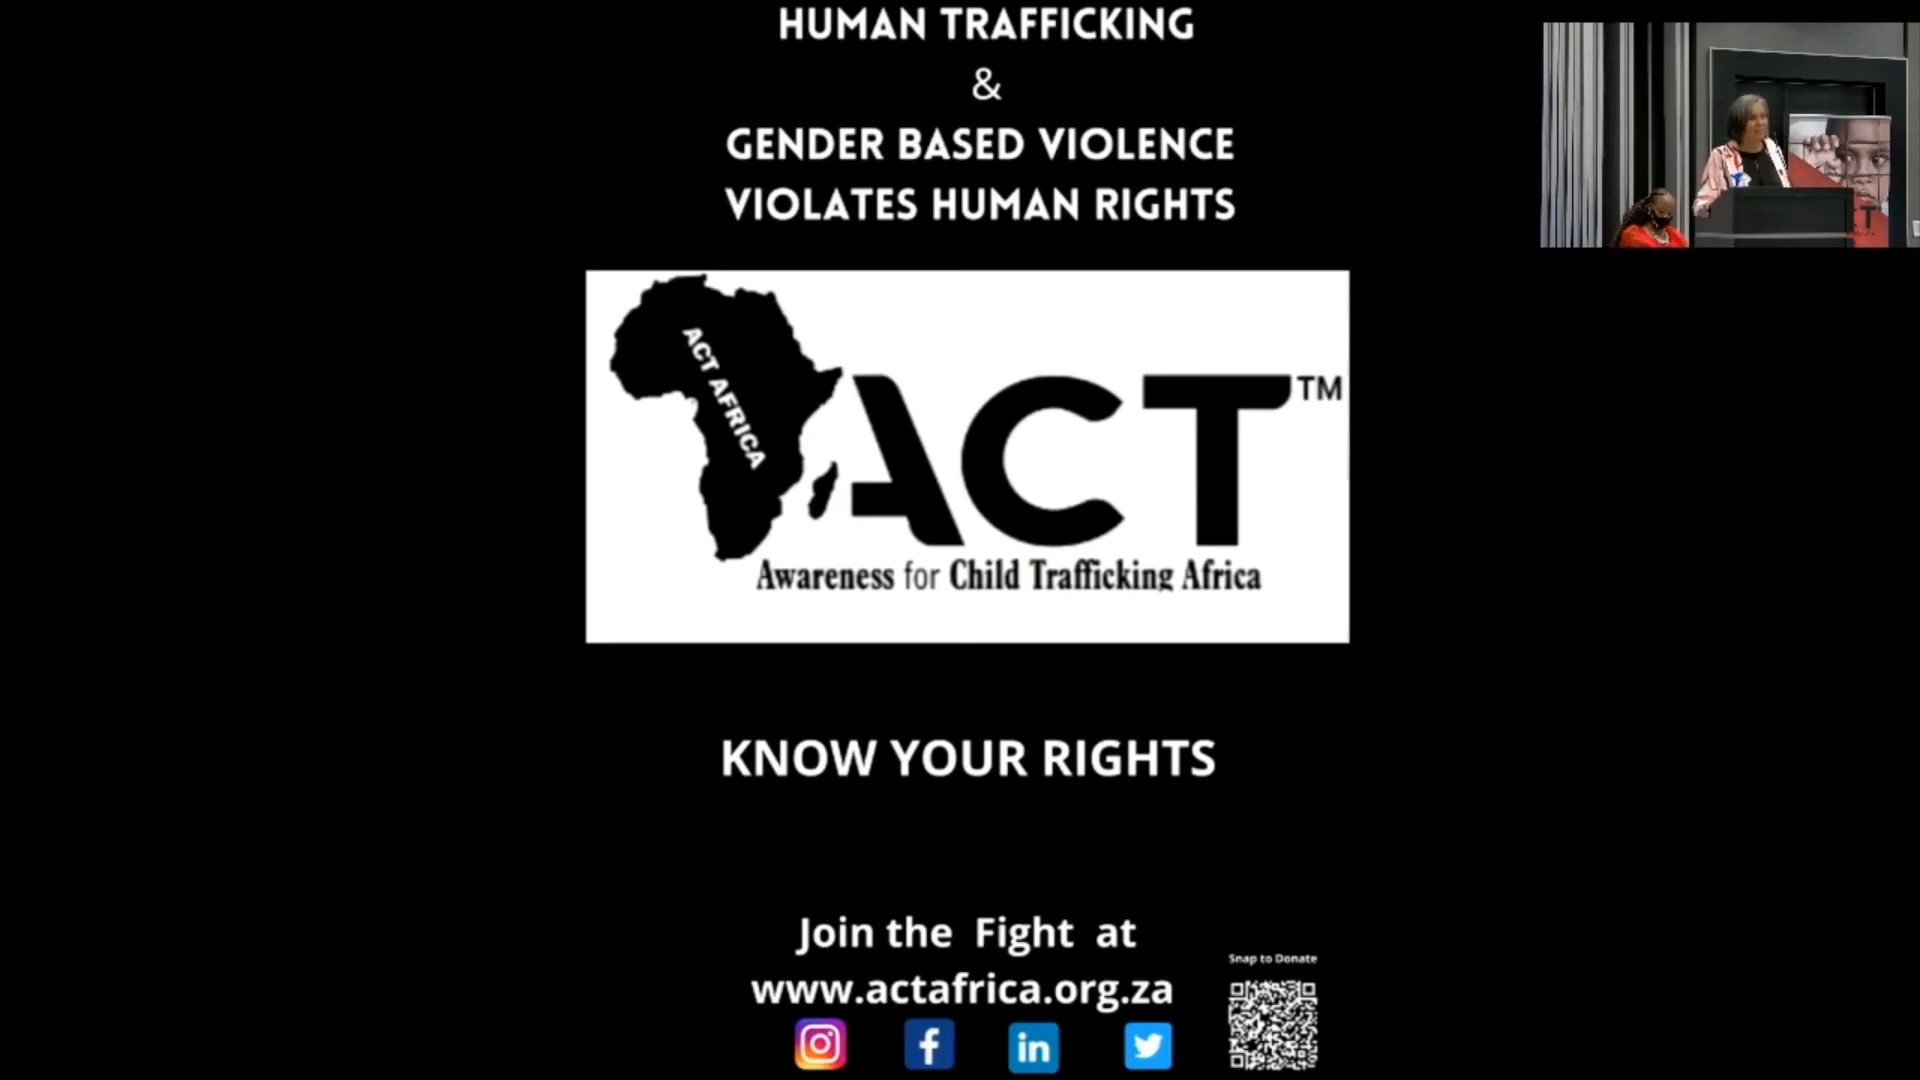 HUMAN TRAFFICKING
&
GENDER BASED VIOLENCE
VIOLATES HUMAN RIGHTS
ACT AFRICA
ACT™
Awareness for Child Trafficking Africa
KNOW YOUR RIGHTS
Join the Fight at
www.actafrica.org.za
Snap to Donate